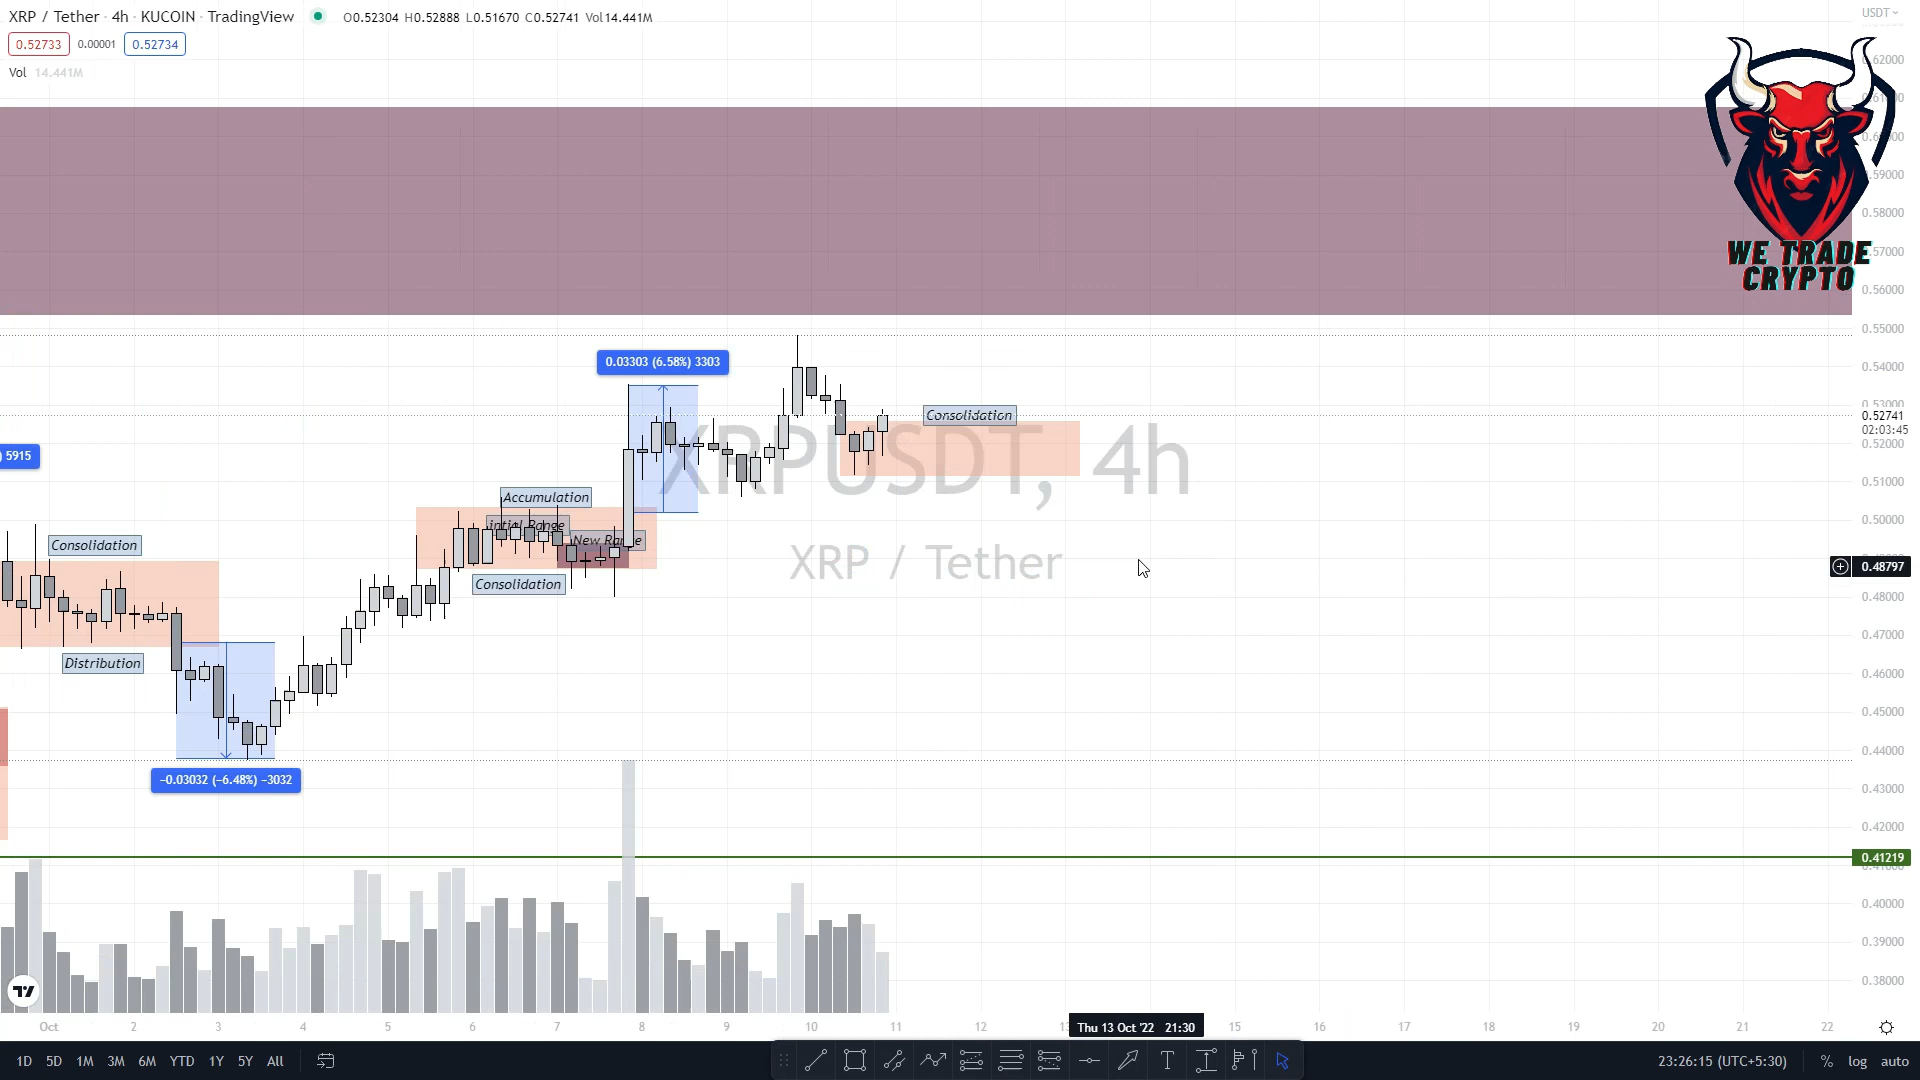 XRP / Tether · 4h · KUCOIN · TradingView
O0.52304 H0.52888 L0.51670 C0.52741 Vol14.441M
USDT
0.52733 0.00001 0.52734
Vol 14.441M
0.62000
0.59000
0.58000
0.57000
0.56000
0.55000
0.54000
0.53000
0.52741
02:03:45
0.52000
0.51000
0.50000
0.48797
0.48000
0.47000
0.46000
0.45000
0.44000
0.43000
0.42000
0.41219
0.40000
0.39000
0.38000
WE TRADE
CRYPTO
0.03303 (6.58%) 3303
Consolidation
XRPUSDT, 4h
XRP / Tether
) 5915
Accumulation
intial Range
New Range
Consolidation
Consolidation
Distribution
−0.03032 (−6.48%) −3032
Oct 2 3 4 5 6 7 8 9 10 11 12 13 Thu 13 Oct '22 21:30 15 16 17 18 19 20 21 22
1D 5D 1M 3M 6M YTD 1Y 5Y All
23:26:15 (UTC+5:30) % log auto